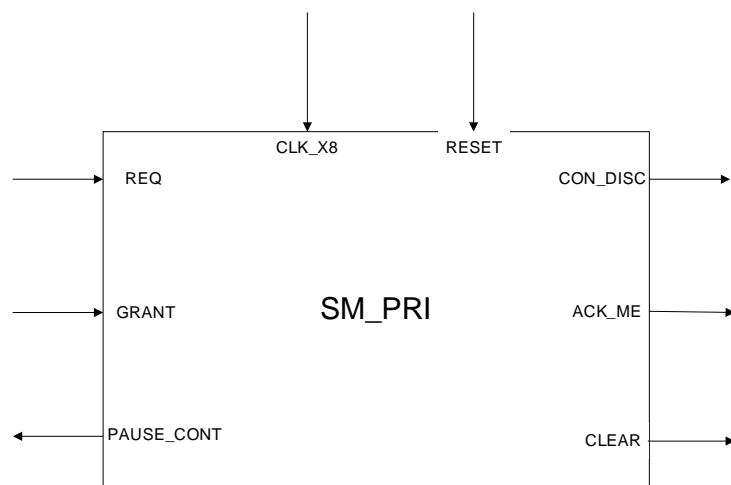 CLK_X8 RESET
REQ CON_DISC
GRANT SM_PRI ACK_ME
PAUSE_CONT CLEAR